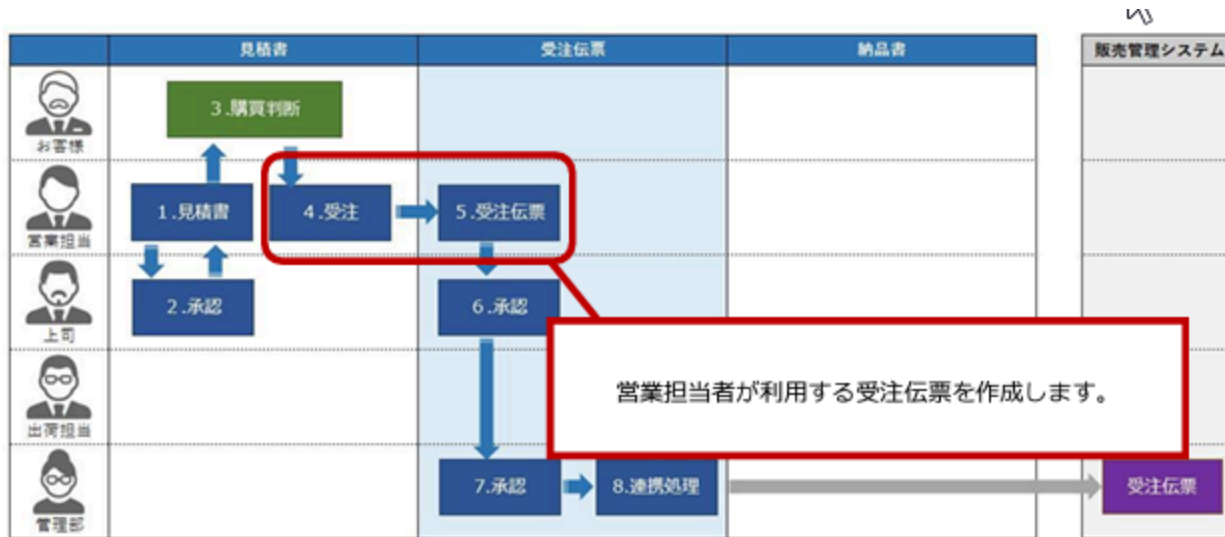 見積書 受注伝票 納品書 販売管理システム
3.購買判断
お客様
1.見積書 4.受注 5.受注伝票
営業担当
2.承認 6.承認
上司
営業担当者が利用する受注伝票を作成します。
出荷担当
7.承認 8.連携処理 受注伝票
管理部